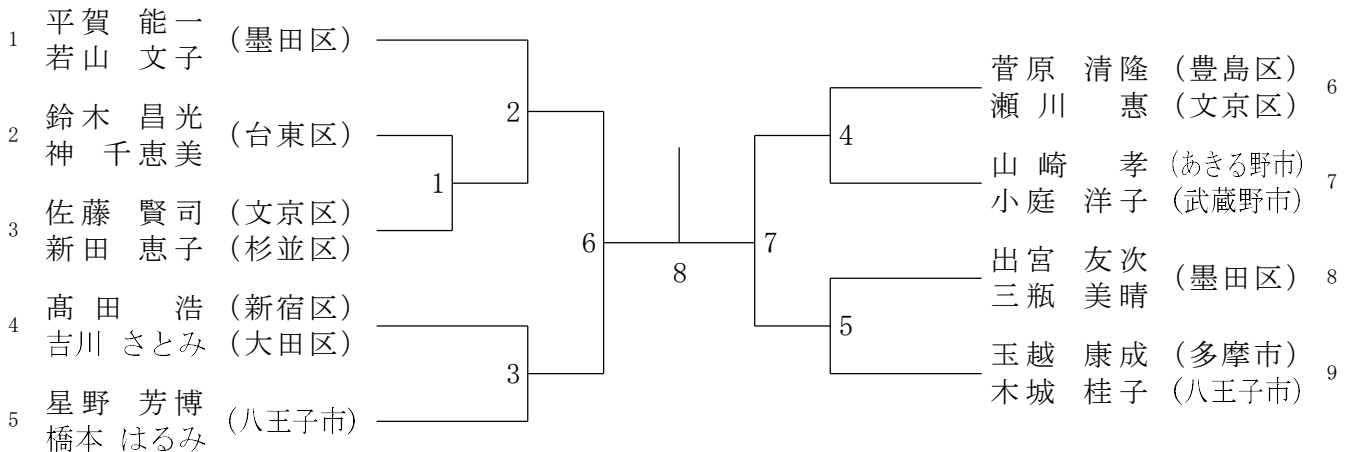 1 平賀 能一 (墨田区)
若山 文子
2 鈴木 昌光 (台東区)
神 千恵美
3 佐藤 賢司 (文京区)
新田 恵子 (杉並区)
4 髙田 浩 (新宿区)
吉川 さとみ (大田区)
5 星野 芳博 (八王子市)
橋本 はるみ
2
1
6
3
8
4
7
5
菅原 清隆 (豊島区) 6
瀬川 惠 (文京区)
山崎 孝 (あきる野市) 7
小庭 洋子 (武蔵野市)
出宮 友次 (墨田区) 8
三瓶 美晴
玉越 康成 (多摩市) 9
木城 桂子 (八王子市)